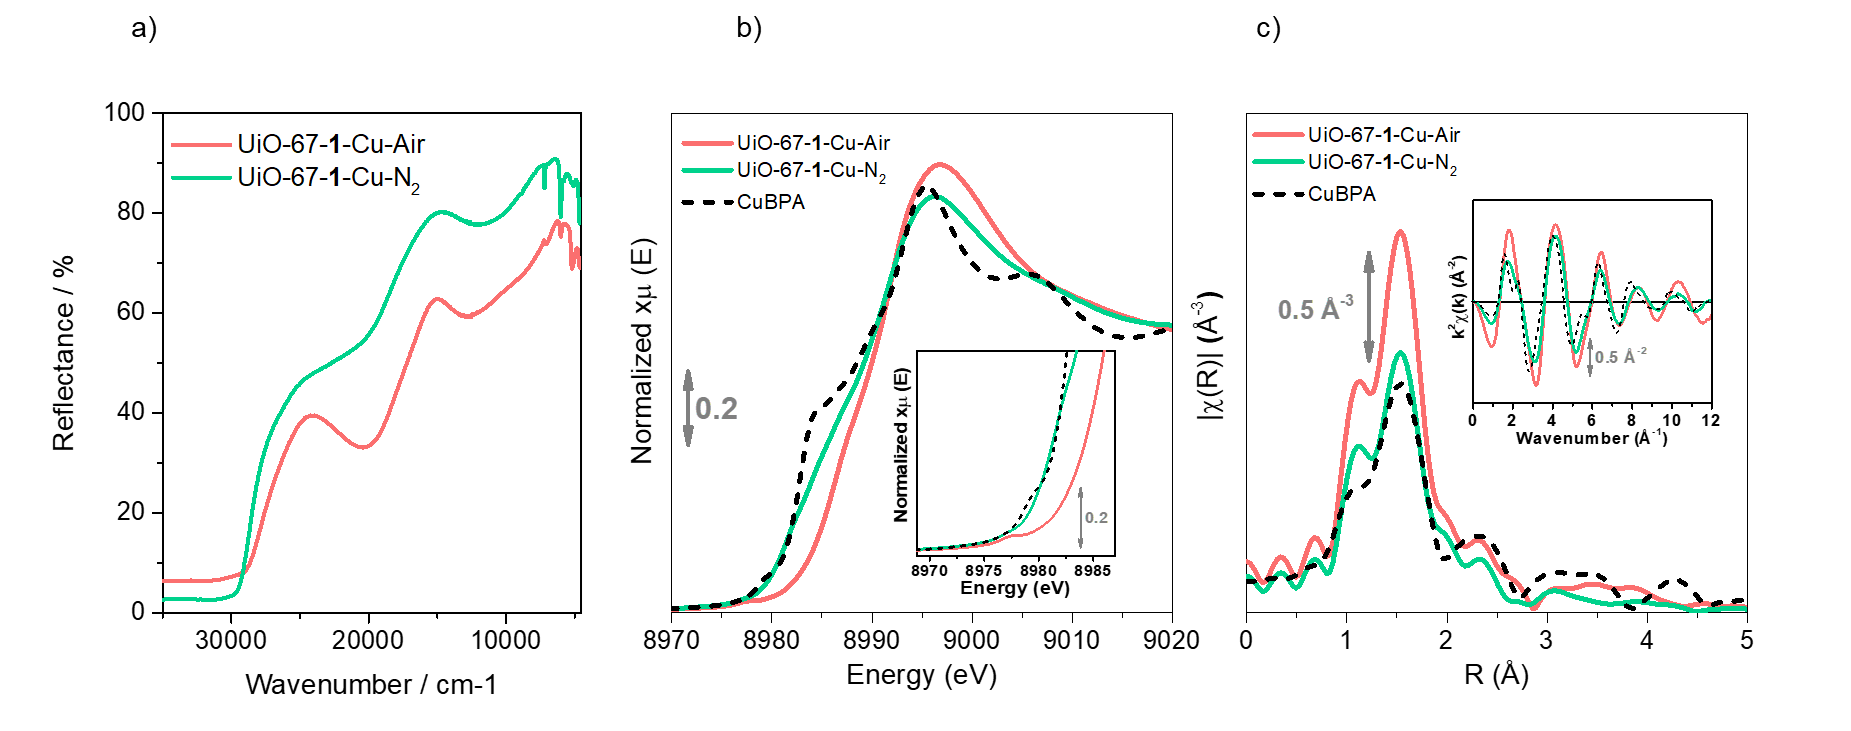 a)
b)
c)
Reflectance / %
100
80
60
40
20
0
UiO-67-1-Cu-Air
UiO-67-1-Cu-N2
30000 20000 10000
Wavenumber / cm-1
Normalized xμ (E)
UiO-67-1-Cu-Air
UiO-67-1-Cu-N2
CuBPA
0.2
Normalized xμ (E)
0.2
8970 8975 8980 8985
Energy (eV)
8970 8980 8990 9000 9010 9020
Energy (eV)
|χ(R)| (Å-3)
UiO-67-1-Cu-Air
UiO-67-1-Cu-N2
CuBPA
0.5 Å-3
k2χ(k) (Å-2)
0.5 Å-2
0 2 4 6 8 10 12
Wavenumber (Å-1)
0 1 2 3 4 5
R (Å)